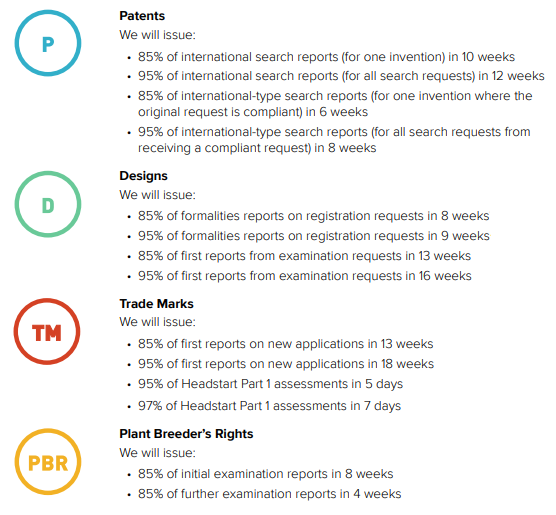 P
Patents
We will issue:
• 85% of international search reports (for one invention) in 10 weeks
• 95% of international search reports (for all search requests) in 12 weeks
• 85% of international-type search reports (for one invention where the
original request is compliant) in 6 weeks
• 95% of international-type search reports (for all search requests from
receiving a compliant request) in 8 weeks
D
Designs
We will issue:
• 85% of formalities reports on registration requests in 8 weeks
• 95% of formalities reports on registration requests in 9 weeks
• 85% of first reports from examination requests in 13 weeks
• 95% of first reports from examination requests in 16 weeks
TM
Trade Marks
We will issue:
• 85% of first reports on new applications in 13 weeks
• 95% of first reports on new applications in 18 weeks
• 95% of Headstart Part 1 assessments in 5 days
• 97% of Headstart Part 1 assessments in 7 days
PBR
Plant Breeder's Rights
We will issue:
• 85% of initial examination reports in 8 weeks
• 85% of further examination reports in 4 weeks